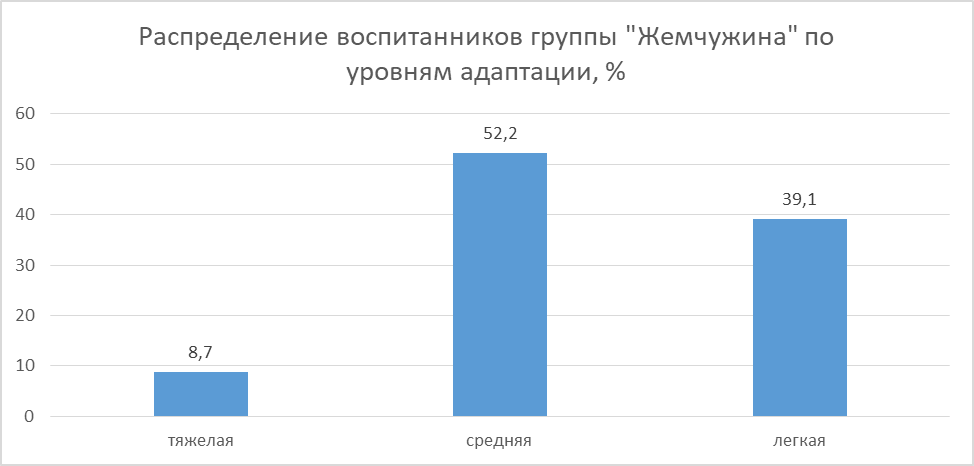 Распределение воспитанников группы "Жемчужина" по
уровням адаптации, %
60
50
40
30
20
10
0
8,7
52,2
39,1
тяжелая
средняя
легкая